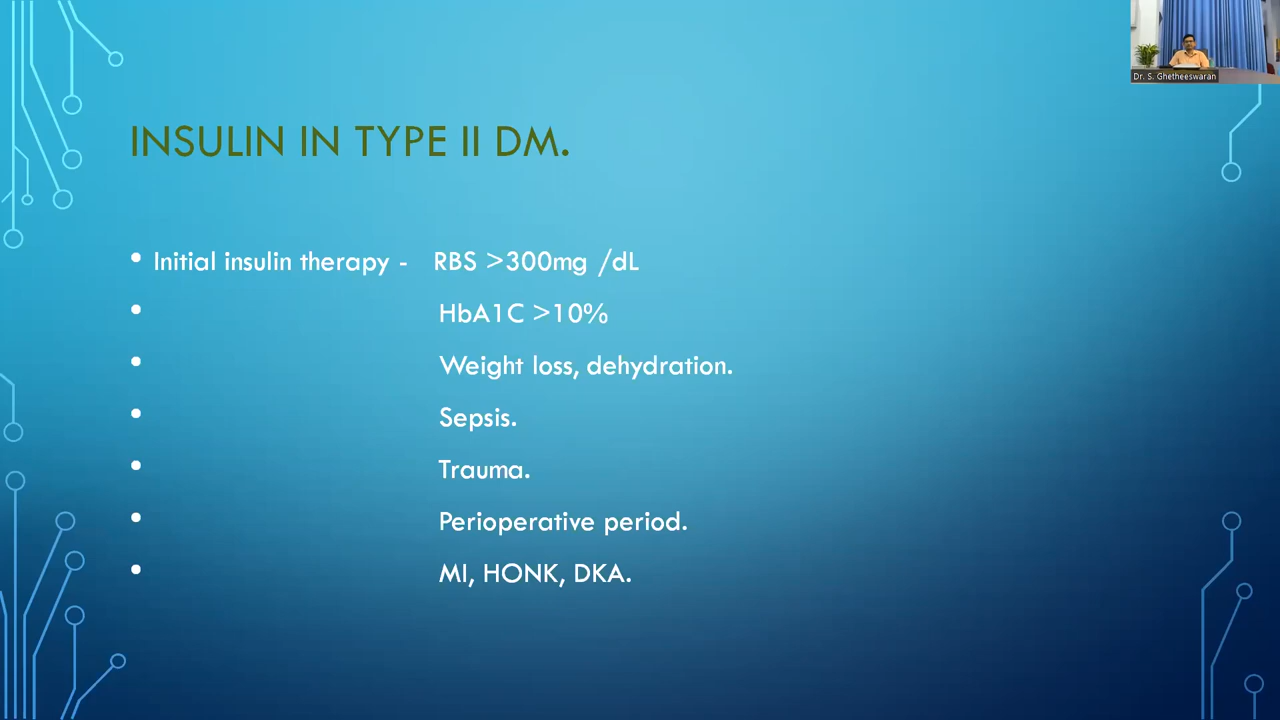 Dr. S. Ghetheeswaran
INSULIN IN TYPE II DM.
• Initial insulin therapy - RBS >300mg /dL
• HbA1C >10%
• Weight loss, dehydration.
• Sepsis.
• Trauma.
• Perioperative period.
• MI, HONK, DKA.